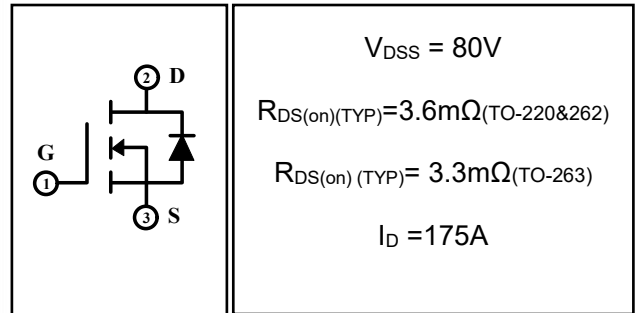 2 D
G
1
3 S
VDSS = 80V
RDS(on)(TYP)=3.6mΩ(TO-220&262)
RDS(on) (TYP)= 3.3mΩ(TO-263)
ID =175A